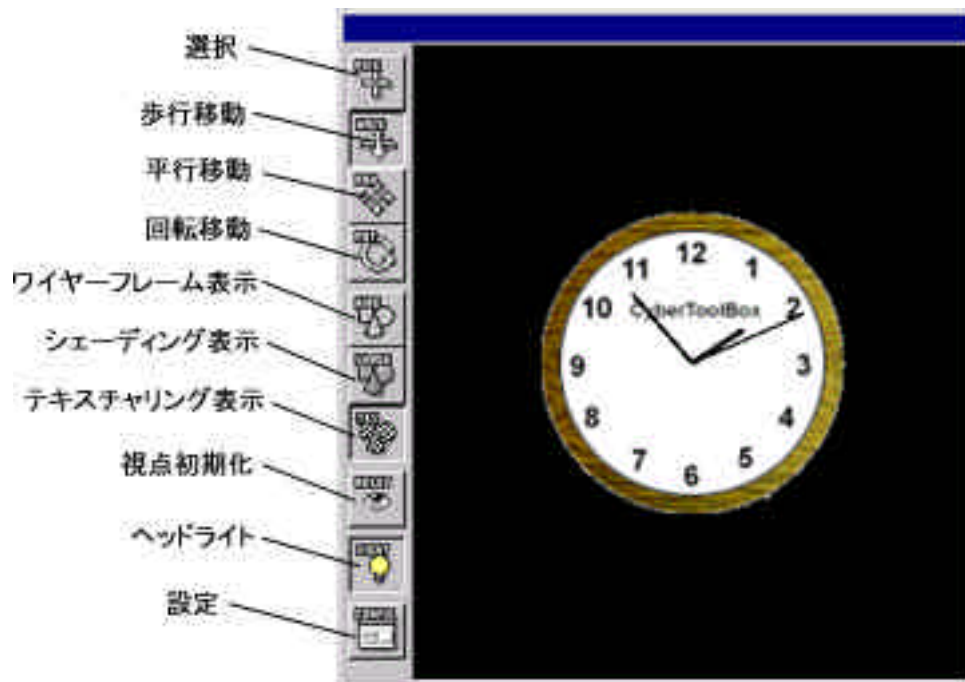 選択
歩行移動
平行移動
回転移動
ワイヤーフレーム表示
シェーディング表示
テキスチャリング表示
視点初期化
ヘッドライト
設定
12
1
2
3
4
5
6
7
8
9
10
11
CyberToolBox